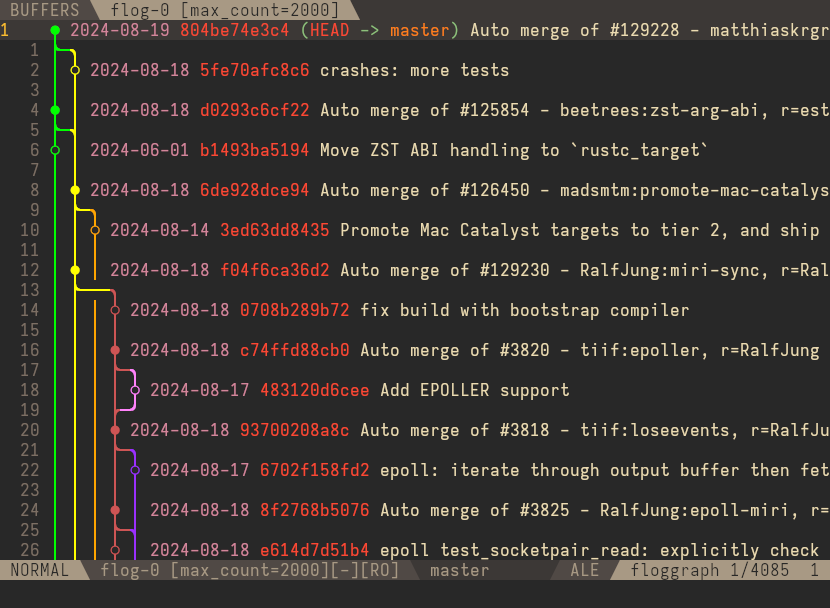 BUFFERS flog-0 [max_count=2000]
1 2024-08-19 804be74e3c4 (HEAD -> master) Auto merge of #129228 - matthiaskrgr
1
2 2024-08-18 5fe70afc8c6 crashes: more tests
3
4 2024-08-18 d0293c6cf22 Auto merge of #125854 - beetrees:zst-arg-abi, r=est
5
6 2024-06-01 b1493ba5194 Move ZST ABI handling to `rustc_target`
7
8 2024-08-18 6de928dce94 Auto merge of #126450 - madsmtm:promote-mac-catalys
9
10 2024-08-14 3ed63dd8435 Promote Mac Catalyst targets to tier 2, and ship
11
12 2024-08-18 f04f6ca36d2 Auto merge of #129230 - RalfJung:miri-sync, r=Ral
13
14 2024-08-18 0708b289b72 fix build with bootstrap compiler
15
16 2024-08-18 c74ffd88cb0 Auto merge of #3820 - tiif:epoller, r=RalfJung
17
18 2024-08-17 483120d6cee Add EPOLLER support
19
20 2024-08-18 93700208a8c Auto merge of #3818 - tiif:loseevents, r=RalfJu
21
22 2024-08-17 6702f158fd2 epoll: iterate through output buffer then fet
23
24 2024-08-18 8f2768b5076 Auto merge of #3825 - RalfJung:epoll-miri, r=
25
26 2024-08-18 e614d7d51b4 epoll test_socketpair_read: explicitly check
NORMAL flog-0 [max_count=2000][-][RO] master ALE floggraph 1/4085 1